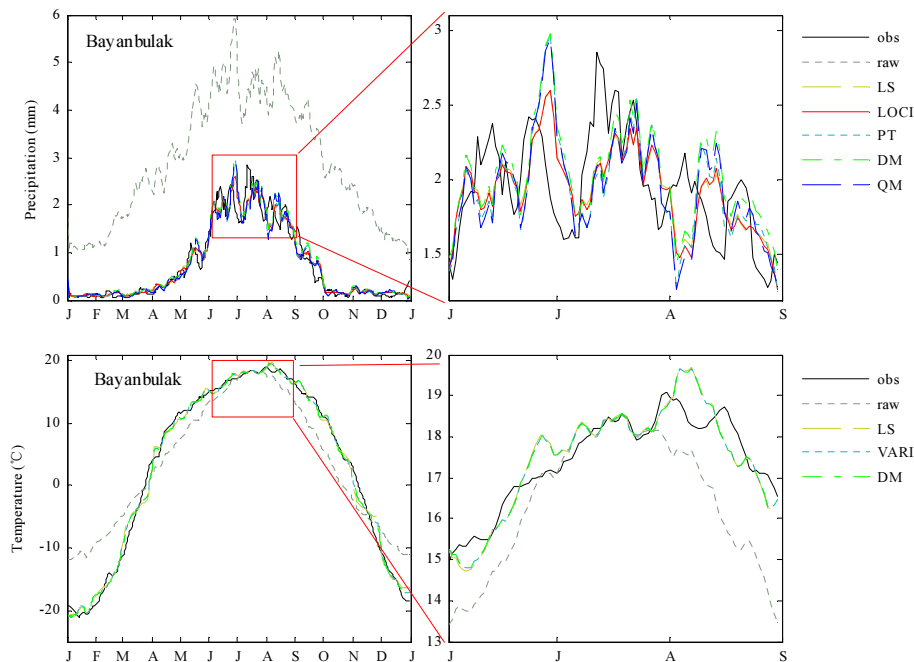 Bayanbulak
Precipitation (mm)
6
5
4
3
2
1
0
J F M A M J J A S O N D J
3
2.5
2
1.5
J J A S
obs
raw
LS
LOCI
PT
DM
QM
Bayanbulak
Temperature (℃)
20
10
0
-10
-20
J F M A M J J A S O N D J
20
19
18
17
16
15
14
13
J J A S
obs
raw
LS
VARI
DM